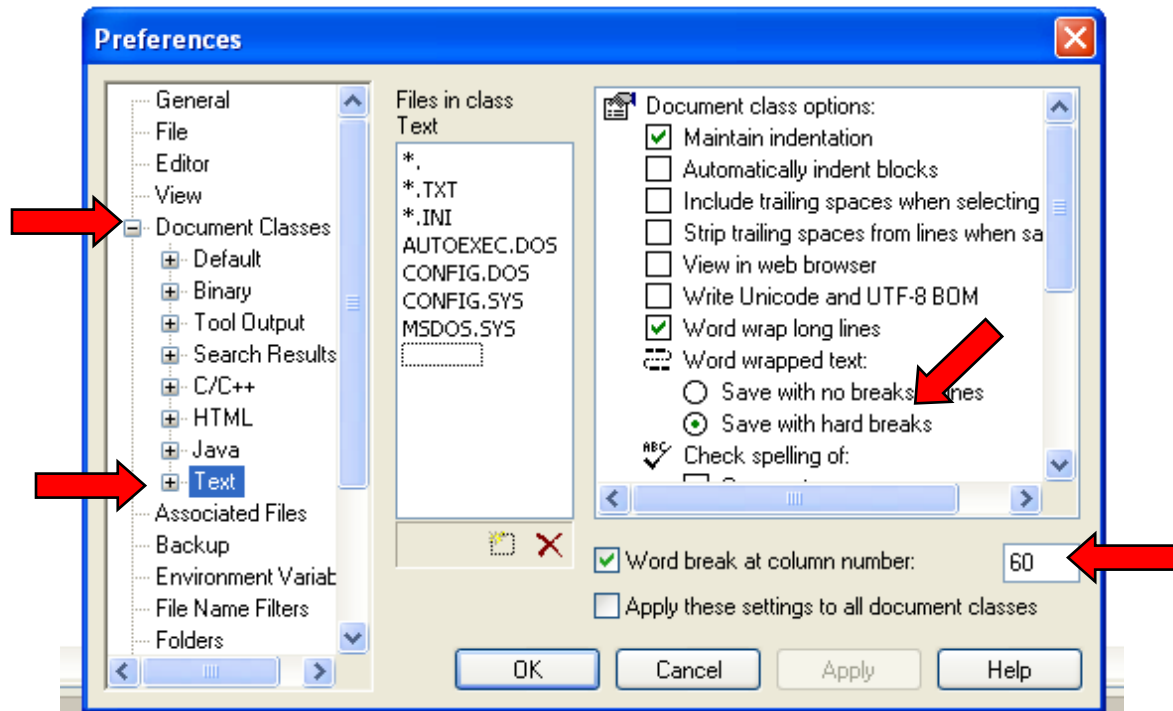 Preferences
General
File
Editor
View
Document Classes
Default
Binary
Tool Output
Search Results
C/C++
HTML
Java
Text
Associated Files
Backup
Environment Variab
File Name Filters
Folders
Files in class
Text
*.
*.TXT
*.INI
AUTOEXEC.DOS
CONFIG.DOS
CONFIG.SYS
MSDOS.SYS
Document class options:
Maintain indentation
Automatically indent blocks
Include trailing spaces when selecting
Strip trailing spaces from lines when sa
View in web browser
Write Unicode and UTF-8 BOM
Word wrap long lines
Word wrapped text:
Save with no breaks
Save with hard breaks
ABC
Check spelling of:
Word break at column number: 60
Apply these settings to all document classes
OK Cancel Apply Help